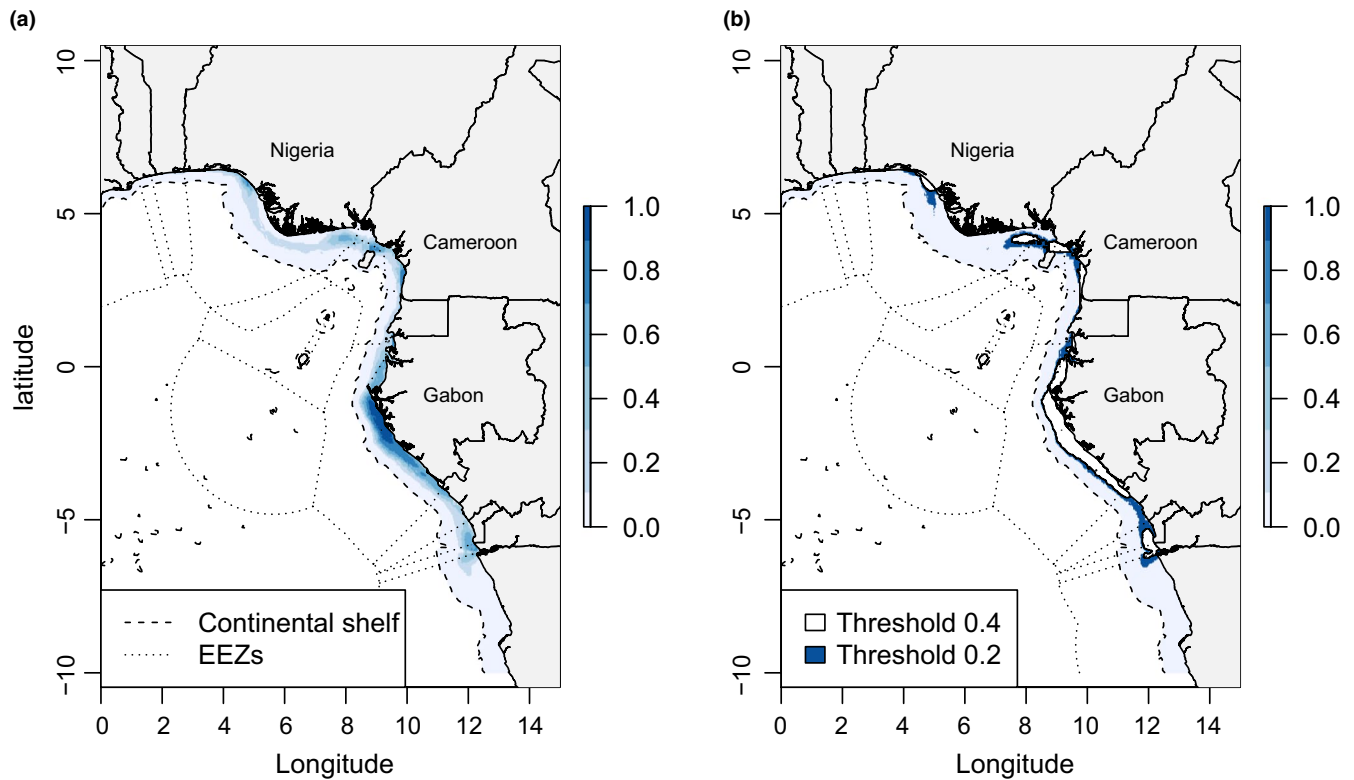 (a)
10
5
0
−5
−10
latitude
Nigeria
Cameroon
Gabon
1.0
0.8
0.6
0.4
0.2
0.0
Continental shelf
EEZs
0 2 4 6 8 10 12 14
Longitude
(b)
10
5
0
−5
−10
Nigeria
Cameroon
Gabon
1.0
0.8
0.6
0.4
0.2
0.0
Threshold 0.4
Threshold 0.2
0 2 4 6 8 10 12 14
Longitude